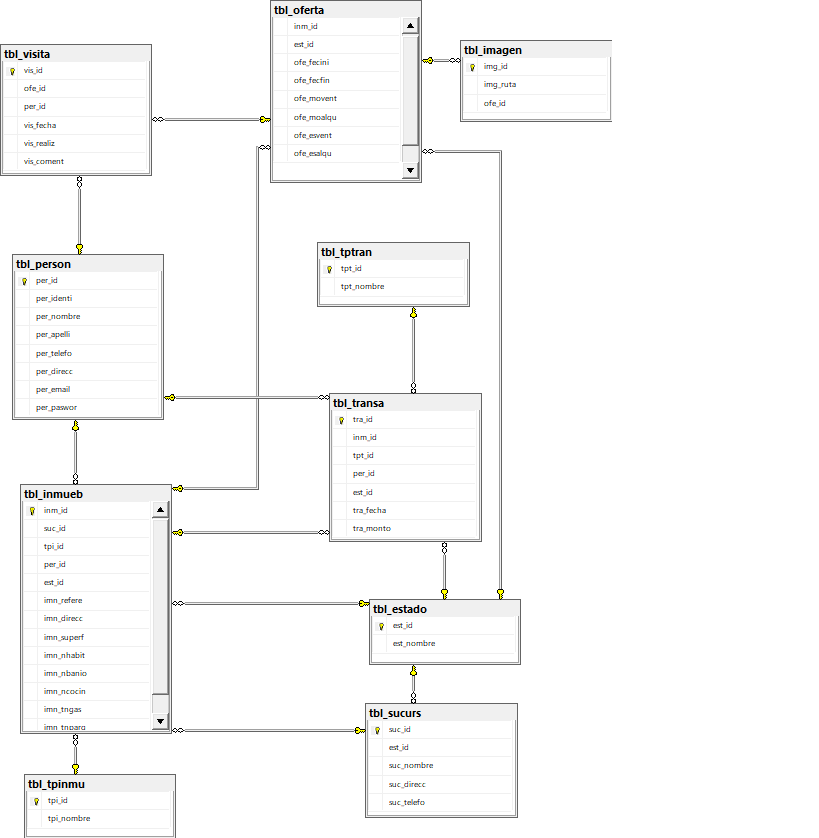 tbl_oferta
inm_id
est_id
ofe_fecini
ofe_fecfin
ofe_movent
ofe_moalqu
ofe_esvent
ofe_esalqu
tbl_imagen
img_id
img_ruta
ofe_id
tbl_visita
vis_id
ofe_id
per_id
vis_fecha
vis_realiz
vis_coment
tbl_person
per_id
per_identi
per_nombre
per_apelli
per_telefo
per_direcc
per_email
per_paswor
tbl_tptran
tpt_id
tpt_nombre
tbl_transa
tra_id
inm_id
tpt_id
per_id
est_id
tra_fecha
tra_monto
tbl_inmueb
inm_id
suc_id
tpi_id
per_id
est_id
imn_refere
imn_direcc
imn_superf
imn_nhabit
imn_nbanio
imn_ncocin
imn_tngas
imn_tnparq
tbl_estado
est_id
est_nombre
tbl_sucurs
suc_id
est_id
suc_nombre
suc_direcc
suc_telefo
tbl_tpinmu
tpi_id
tpi_nombre